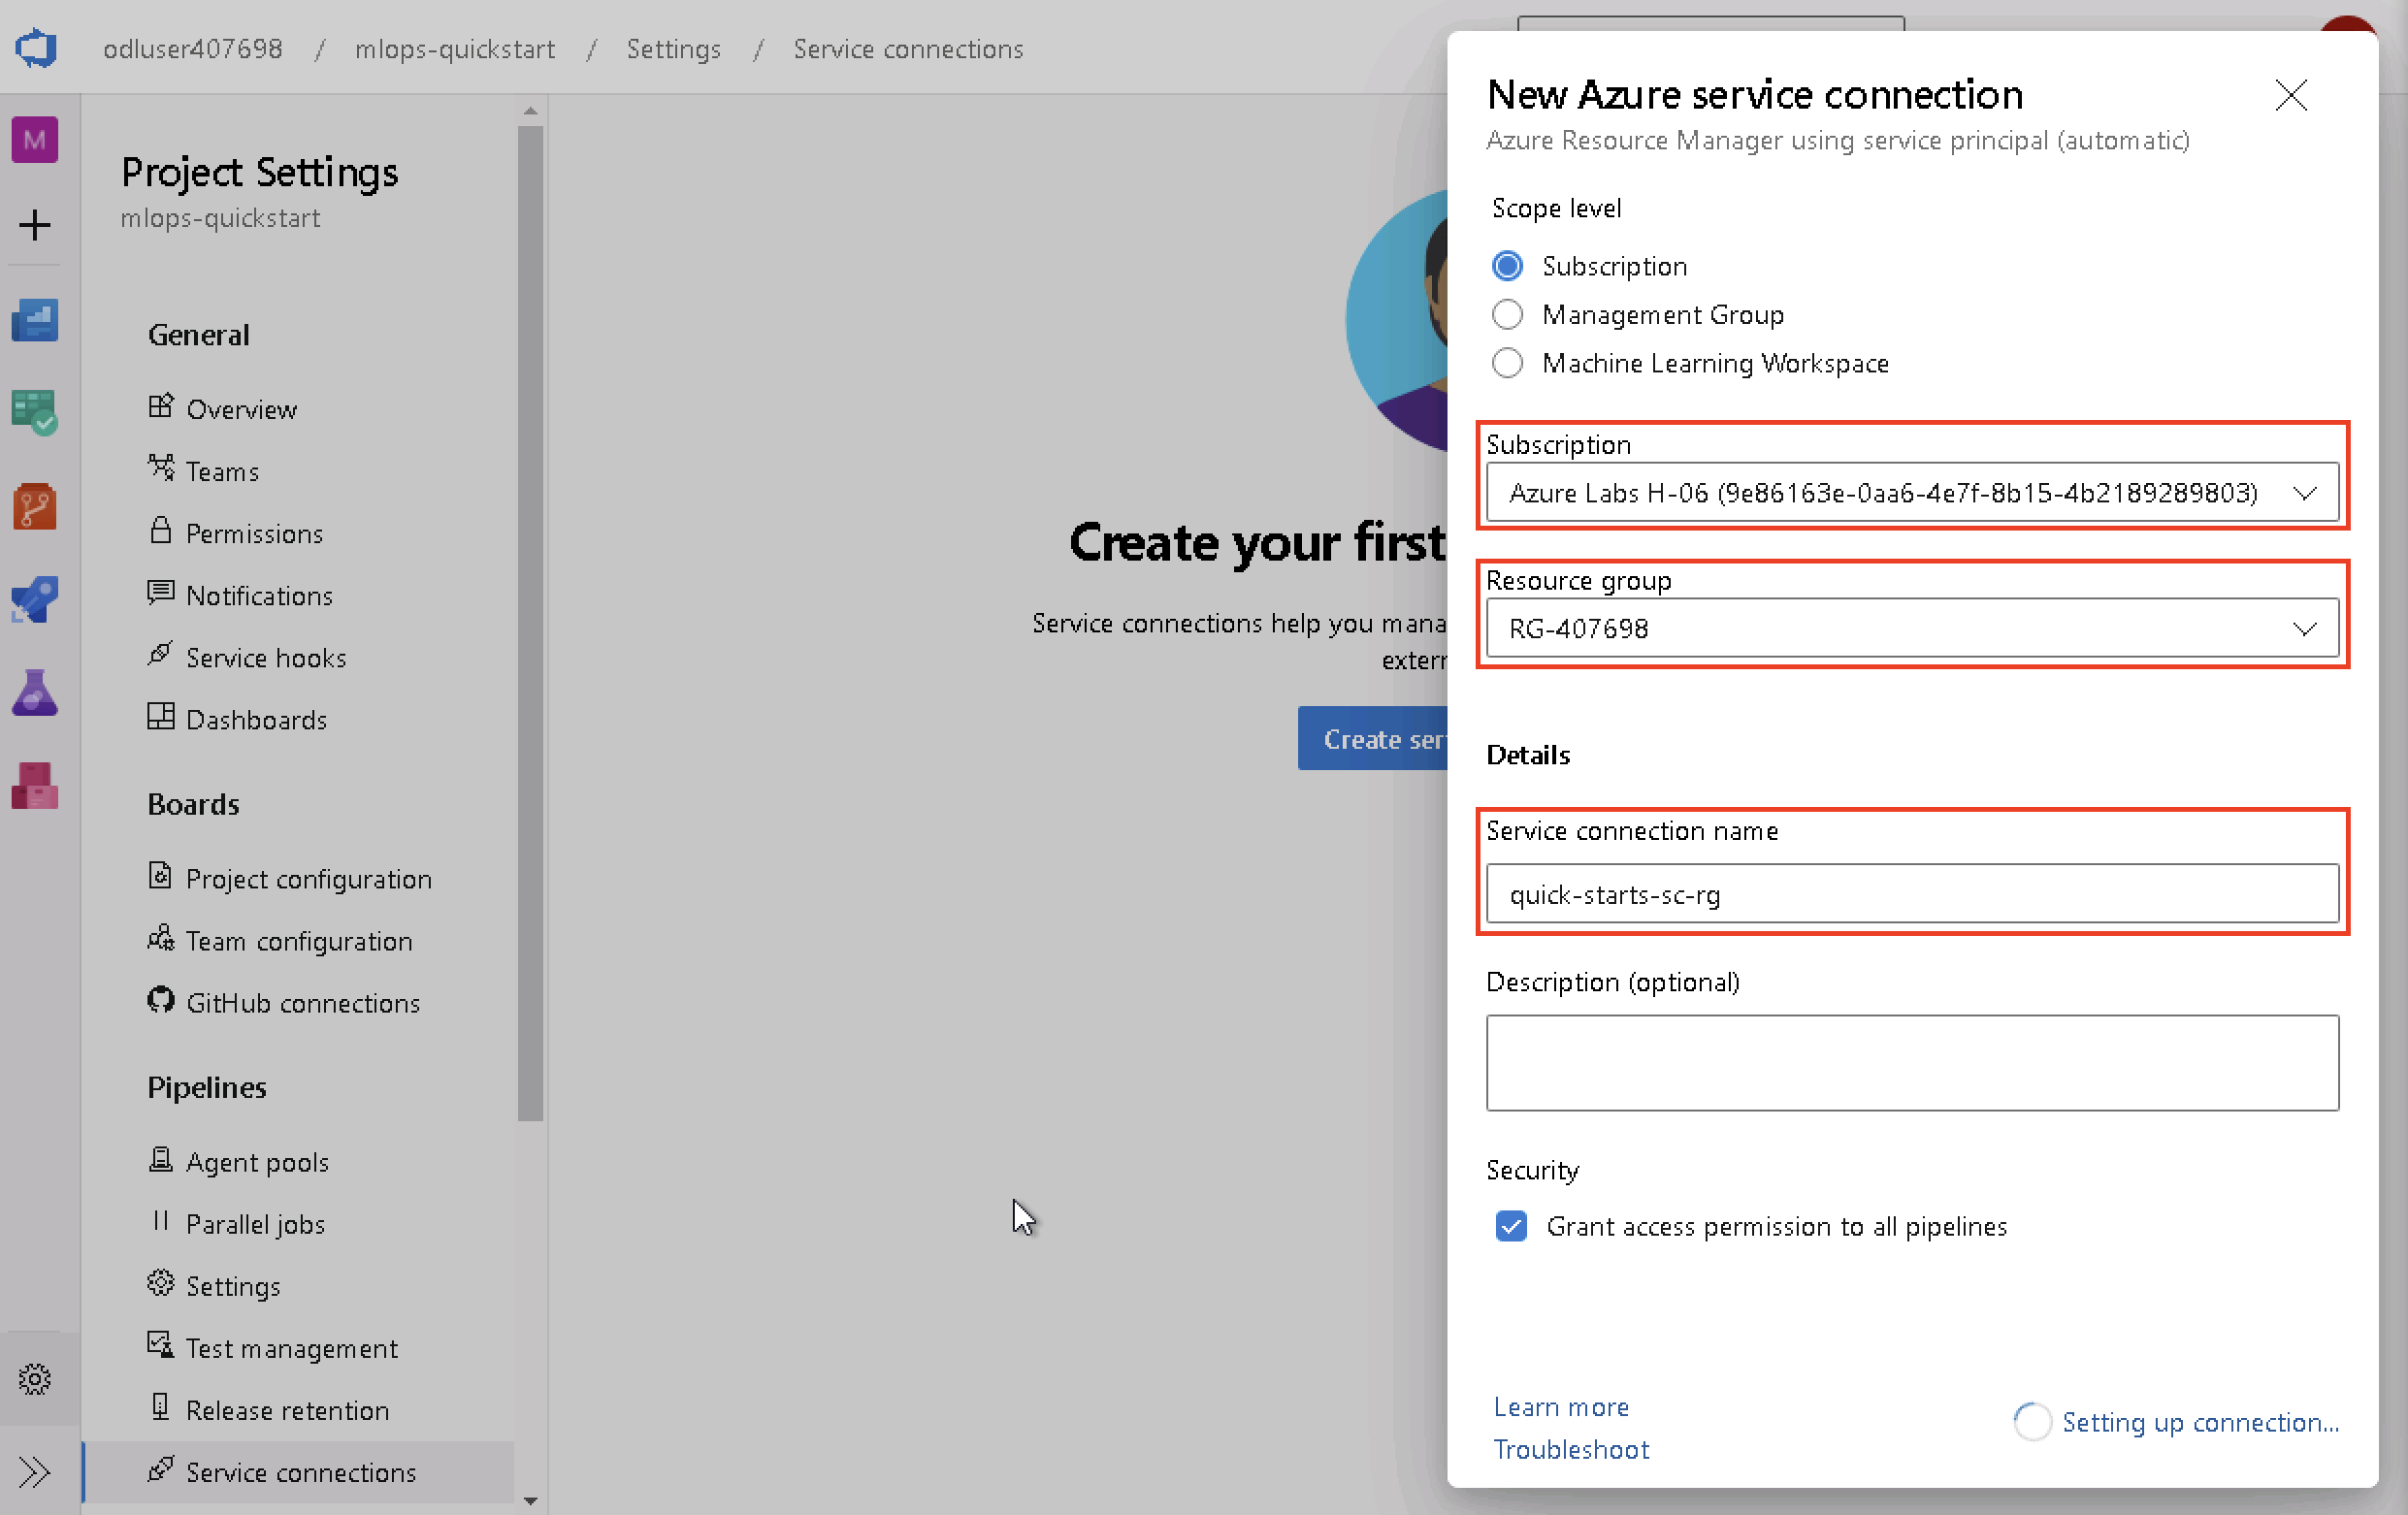 odluser407698 / mlops-quickstart / Settings / Service connections
M
Project Settings
mlops-quickstart
General
Overview
Teams
Permissions
Notifications
Service hooks
Dashboards
Boards
Project configuration
Team configuration
GitHub connections
Pipelines
Agent pools
Parallel jobs
Settings
Test management
Release retention
Service connections
Create your first
Service connections help you mana
extern
Create ser
New Azure service connection
Azure Resource Manager using service principal (automatic)
Scope level
Subscription
Management Group
Machine Learning Workspace
Subscription
Azure Labs H-06 (9e86163e-0aa6-4e7f-8b15-4b2189289803)
Resource group
RG-407698
Details
Service connection name
quick-starts-sc-rg
Description (optional)
Security
Grant access permission to all pipelines
Learn more
Troubleshoot
Setting up connection...